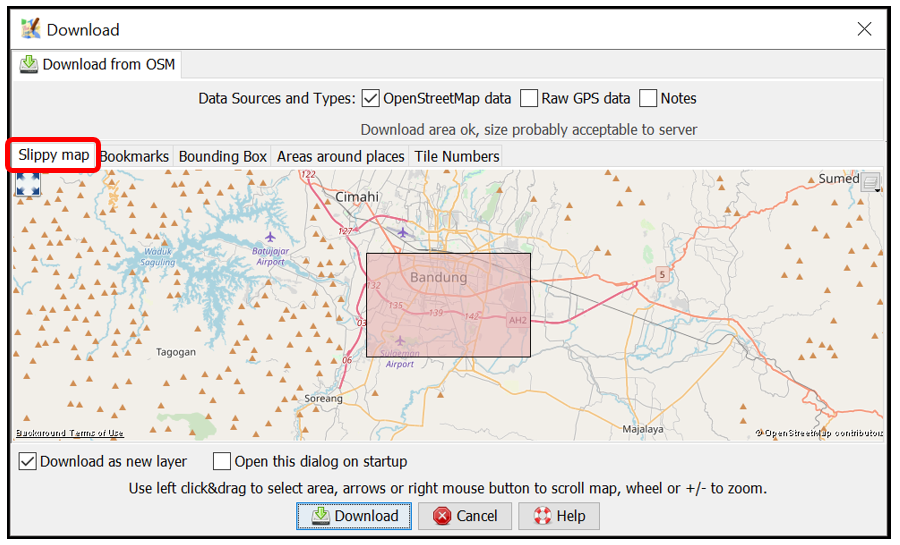 Download
Download from OSM
Data Sources and Types: OpenStreetMap data Raw GPS data Notes
Download area ok, size probably acceptable to server
Slippy map Bookmarks Bounding Box Areas around places Tile Numbers
122
Sumed
Cimahi
127
Waduk
Saguling
Batujajar
Airport
5
Bandung
132
135
139
142
AH2
03
Sulaeman
Airport
Tagogan
06
Soreang
Majalaya
Background Terms of Use
© OpenStreetMap contributors
Download as new layer Open this dialog on startup
Use left click&drag to select area, arrows or right mouse button to scroll map, wheel or +/- to zoom.
Download Cancel Help